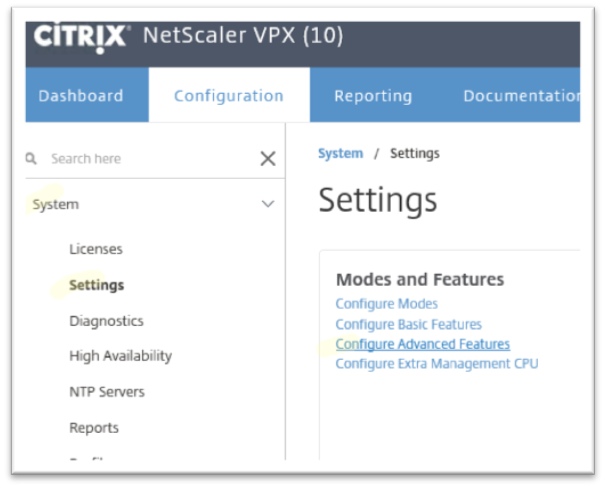 CİTRIX NetScaler VPX (10)
Dashboard Configuration Reporting Documentation
Search here
System / Settings
System
Settings
Licenses
Settings
Diagnostics
High Availability
NTP Servers
Reports
Modes and Features
Configure Modes
Configure Basic Features
Configure Advanced Features
Configure Extra Management CPU